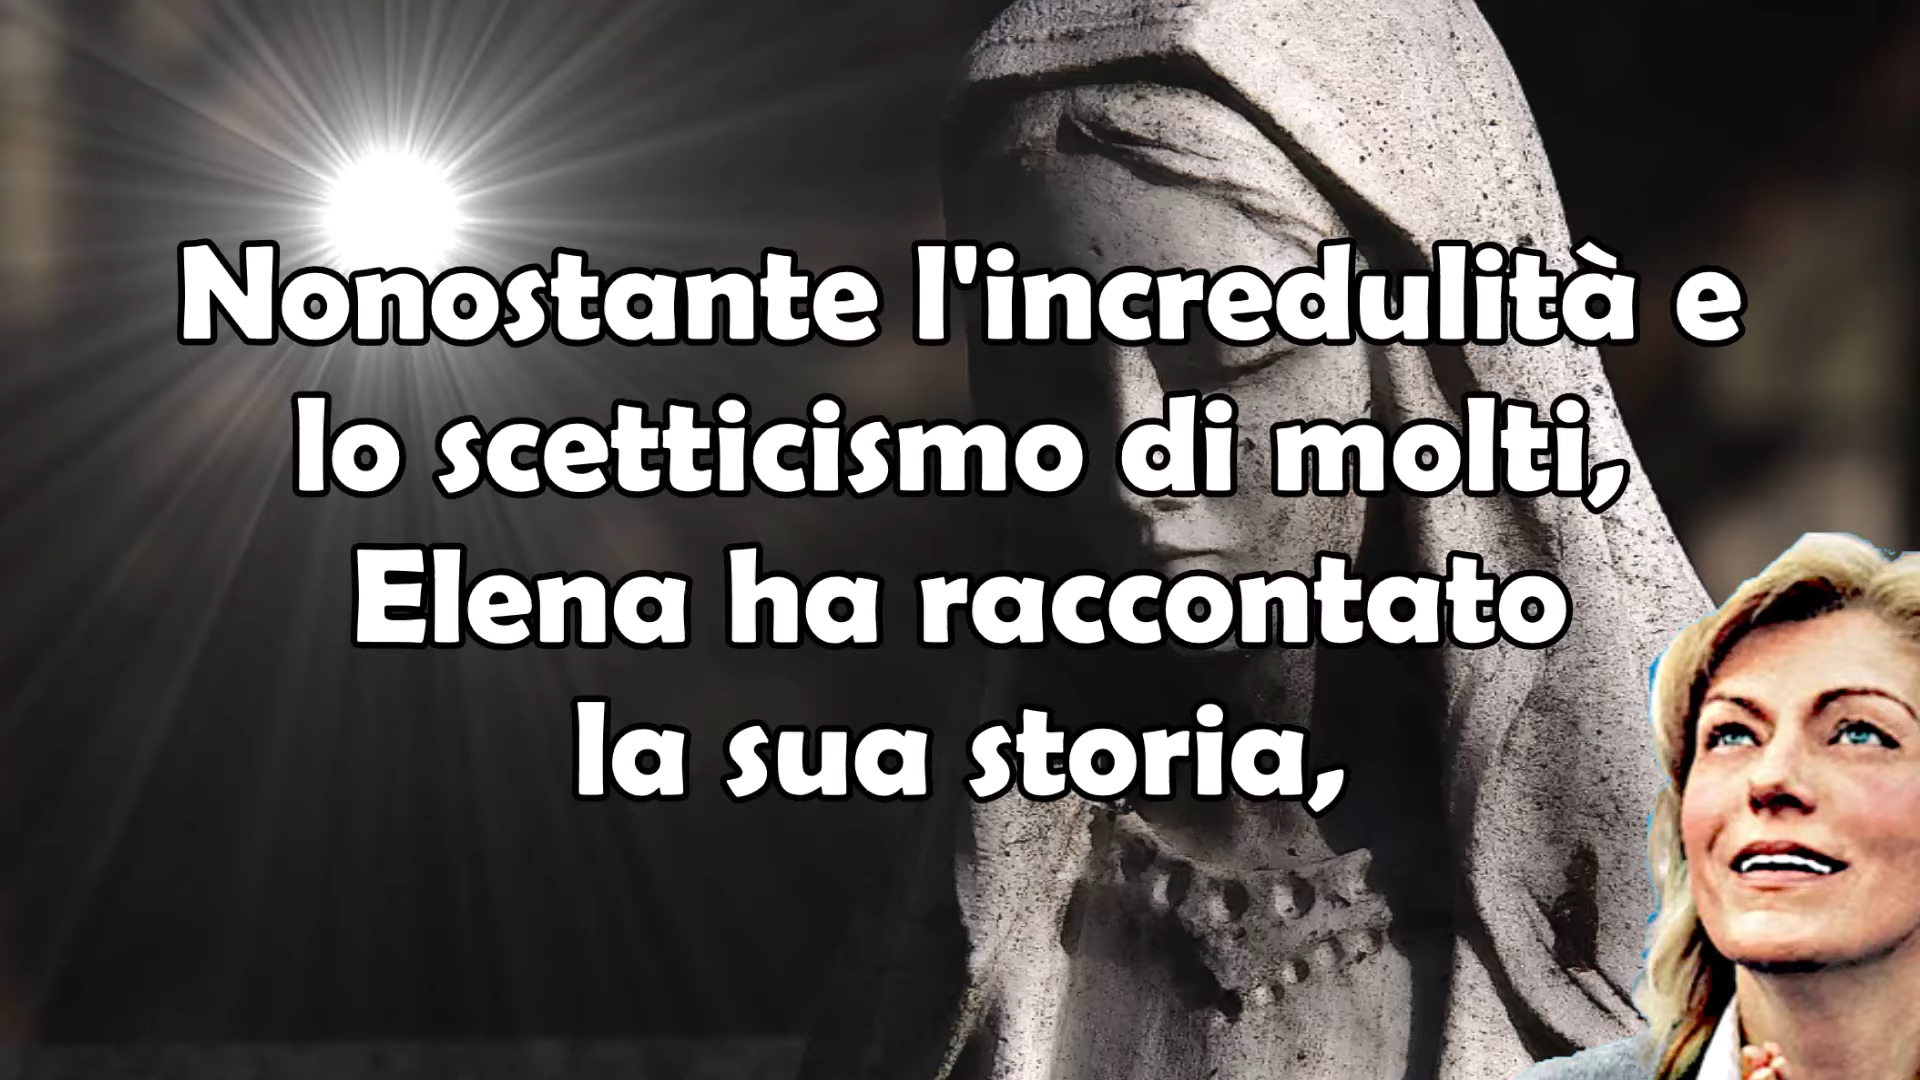 Nonostante l'incredulità e
lo scetticismo di molti,
Elena ha raccontato
la sua storia,